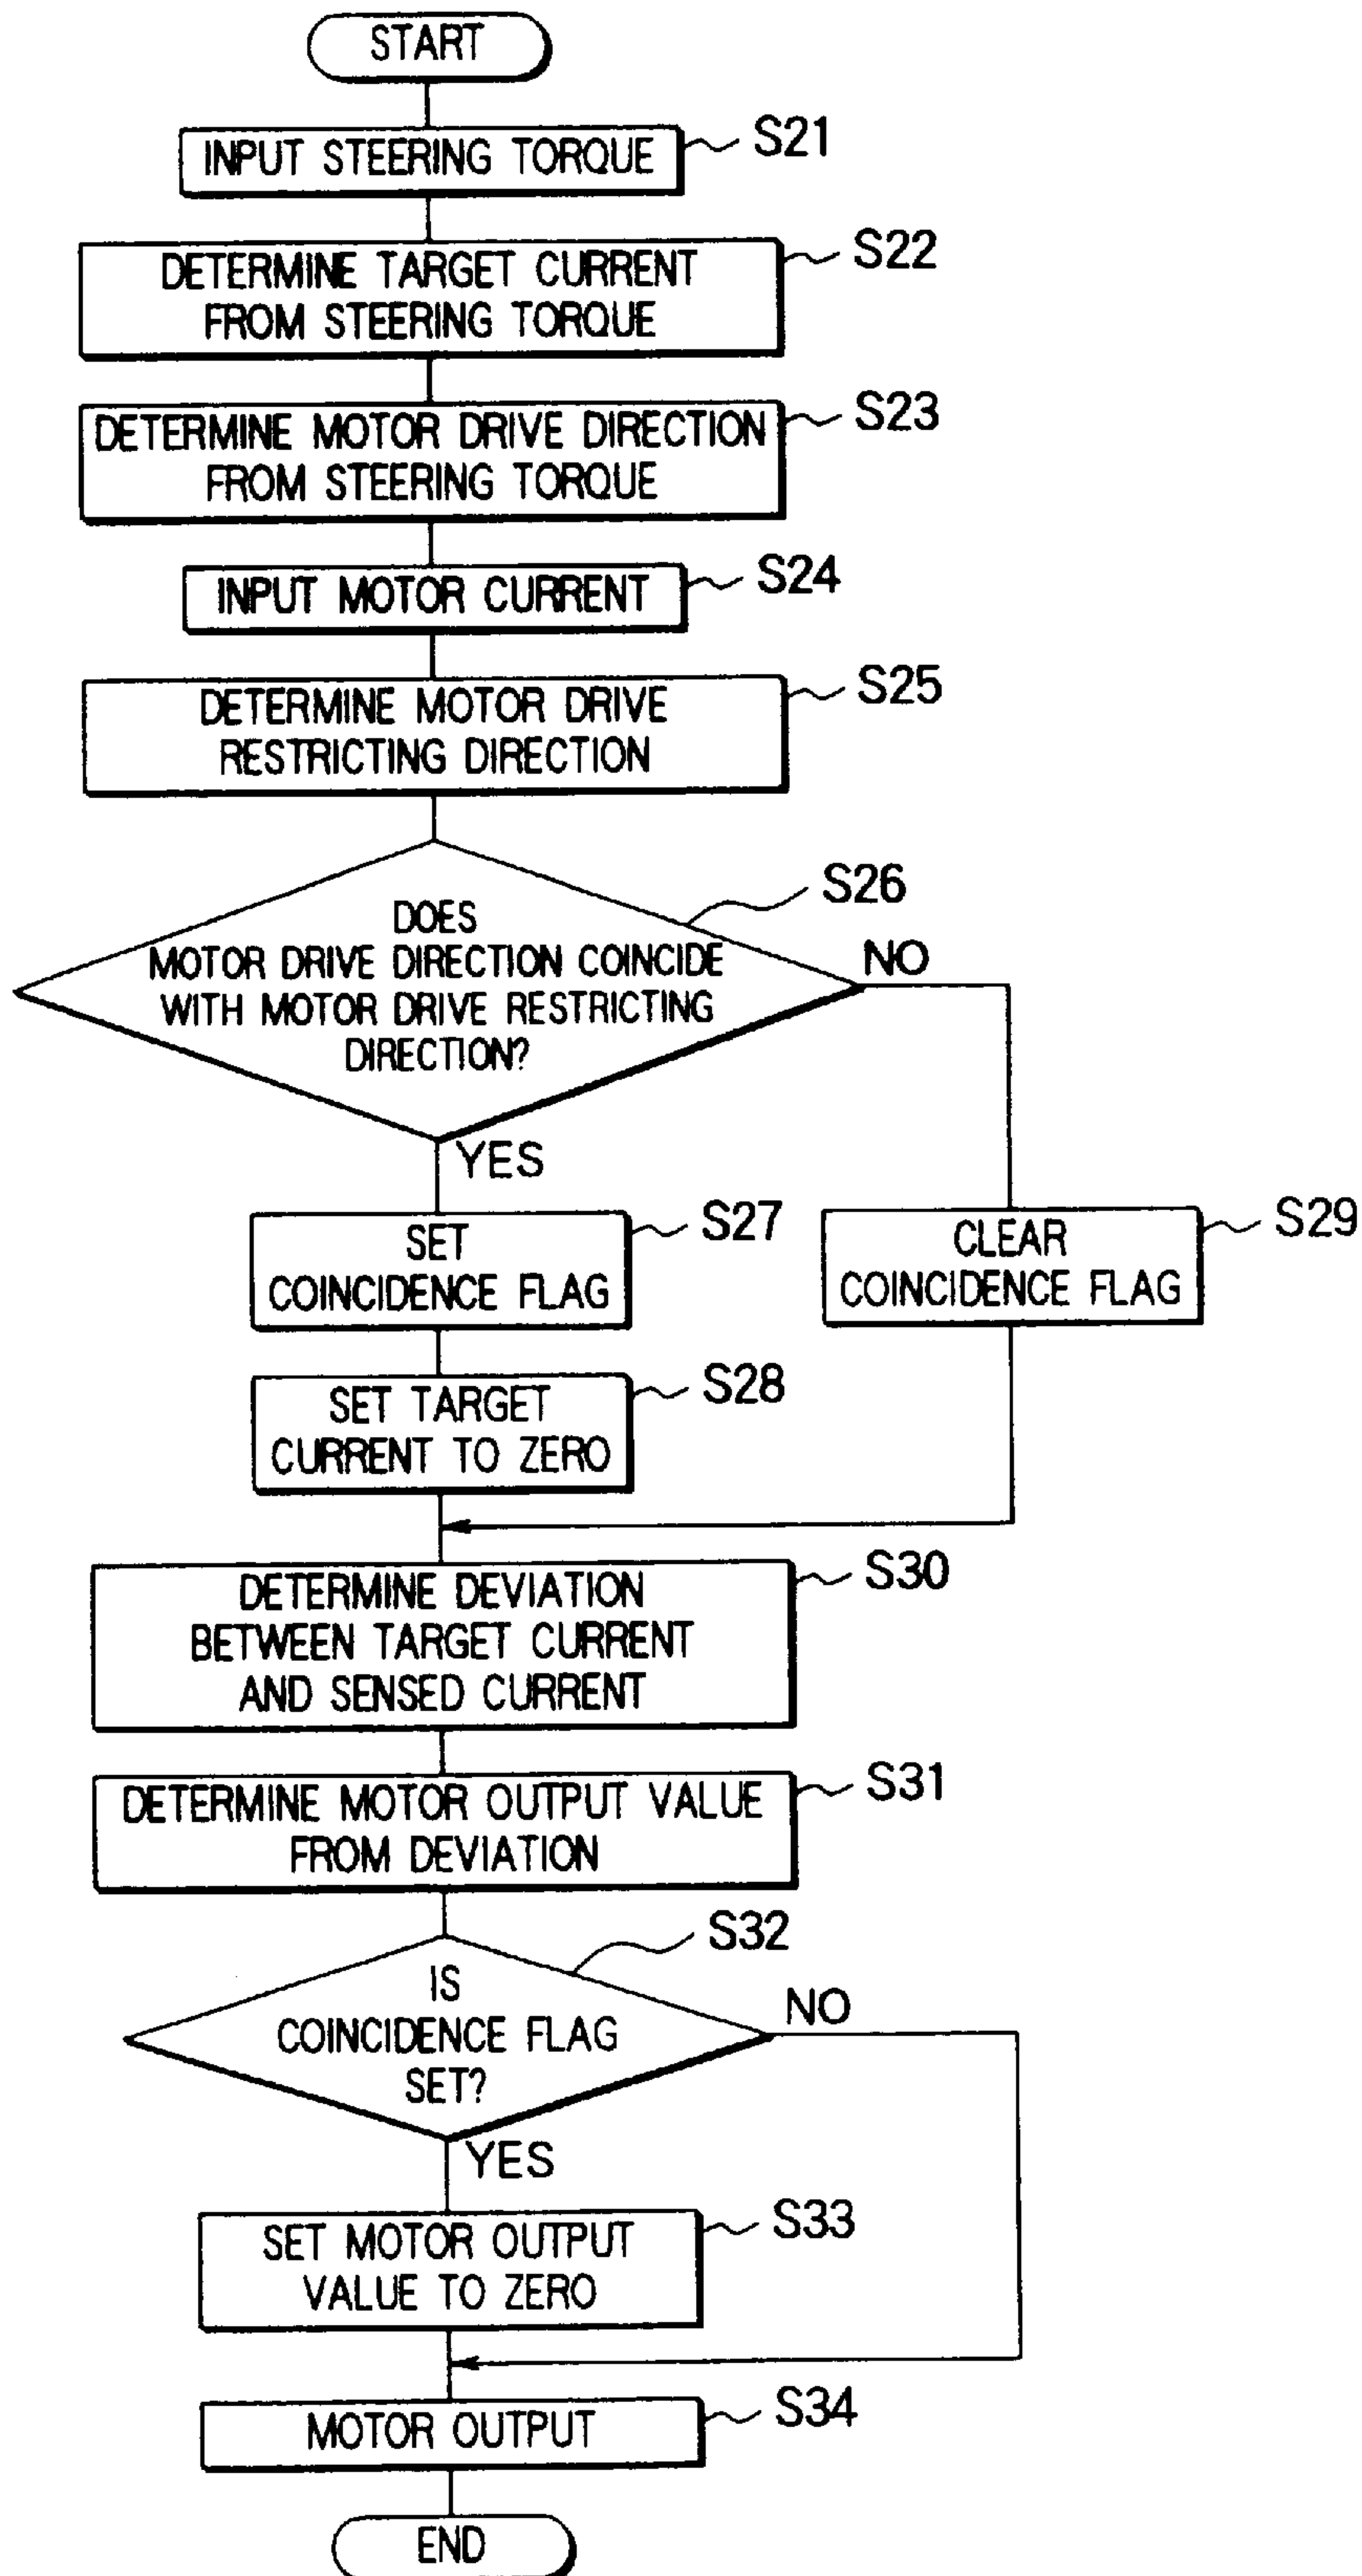 START
INPUT STEERING TORQUE
S21
DETERMINE TARGET CURRENT
FROM STEERING TORQUE
S22
DETERMINE MOTOR DRIVE DIRECTION
FROM STEERING TORQUE
S23
INPUT MOTOR CURRENT
S24
DETERMINE MOTOR DRIVE
RESTRICTING DIRECTION
S25
DOES
MOTOR DRIVE DIRECTION COINCIDE
WITH MOTOR DRIVE RESTRICTING
DIRECTION?
S26
NO
YES
SET
COINCIDENCE FLAG
S27
CLEAR
COINCIDENCE FLAG
S29
SET TARGET
CURRENT TO ZERO
S28
DETERMINE DEVIATION
BETWEEN TARGET CURRENT
AND SENSED CURRENT
S30
DETERMINE MOTOR OUTPUT VALUE
FROM DEVIATION
S31
IS
COINCIDENCE FLAG
SET?
S32
NO
YES
SET MOTOR OUTPUT
VALUE TO ZERO
S33
MOTOR OUTPUT
S34
END